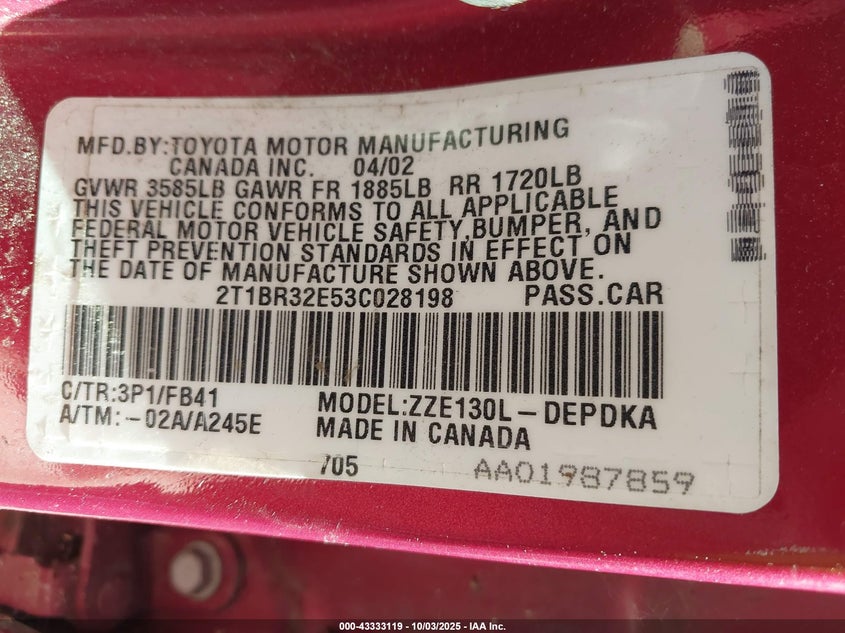 MFD.BY:TOYOTA MOTOR MANUFACTURING
CANADA INC. 04/02
GVWR 3585LB GAWR FR 1885LB RR 1720LB
THIS VEHICLE CONFORMS TO ALL APPLICABLE
FEDERAL MOTOR VEHICLE SAFETY,BUMPER, AND
THEFT PREVENTION STANDARDS IN EFFECT ON
THE DATE OF MANUFACTURE SHOWN ABOVE.
2T1BR32E53C028198 PASS.CAR
C/TR:3P1/FB41 MODEL:ZZE130L-DEPDKA
A/TM:-02A/A245E MADE IN CANADA
705 AA01987859
000-43333119 - 10/03/2025 - IAA Inc.